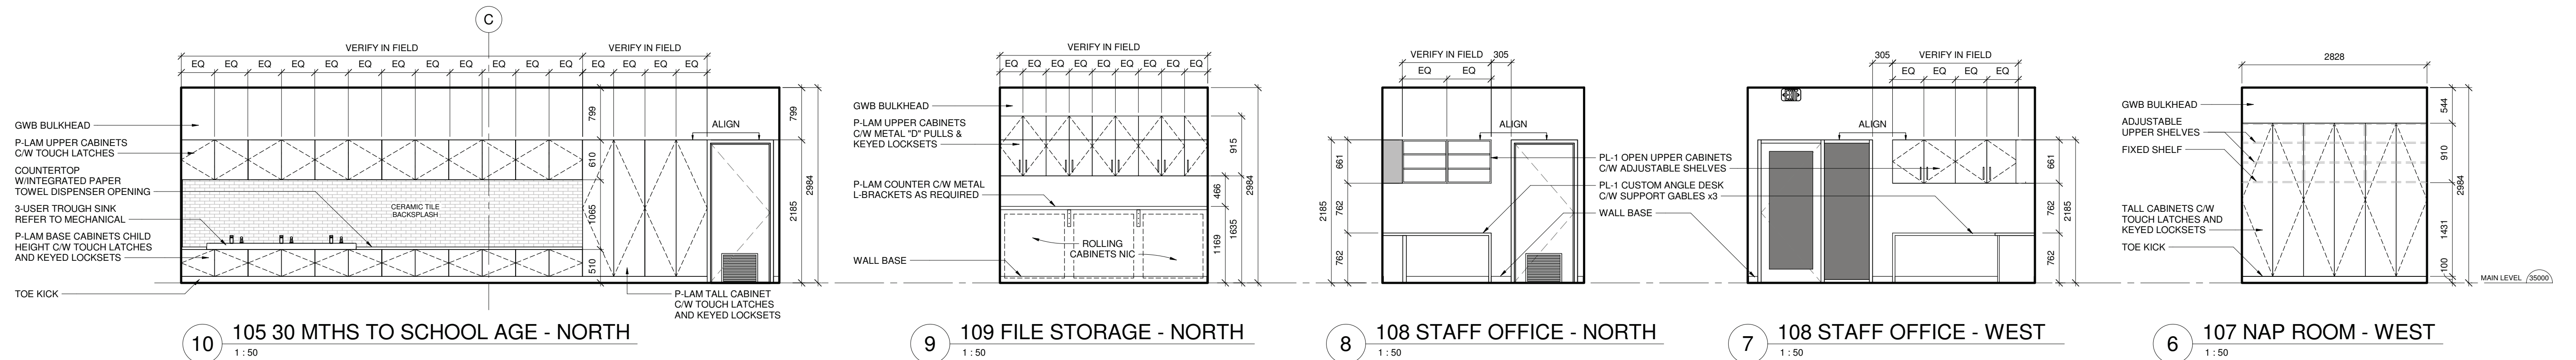 C
VERIFY IN FIELD
VERIFY IN FIELD
EQ EQ EQ EQ EQ EQ EQ EQ EQ EQ EQ EQ EQ EQ EQ EQ
799
799
610
1065
510
2185
2984
ALIGN
GWB BULKHEAD
P-LAM UPPER CABINETS
C/W TOUCH LATCHES
COUNTERTOP
W/INTEGRATED PAPER
TOWEL DISPENSER OPENING
3-USER TROUGH SINK
REFER TO MECHANICAL
P-LAM BASE CABINETS CHILD
HEIGHT C/W TOUCH LATCHES
AND KEYED LOCKSETS
TOE KICK
CERAMIC TILE
BACKSPLASH
P-LAM TALL CABINET
C/W TOUCH LATCHES
AND KEYED LOCKSETS
10 105 30 MTHS TO SCHOOL AGE - NORTH
1 : 50
VERIFY IN FIELD
EQ EQ EQ EQ EQ EQ EQ EQ EQ
GWB BULKHEAD
P-LAM UPPER CABINETS
C/W METAL "D" PULLS &
KEYED LOCKSETS
P-LAM COUNTER C/W METAL
L-BRACKETS AS REQUIRED
WALL BASE
ROLLING
CABINETS NIC
915
466
1169
1635
2984
9 109 FILE STORAGE - NORTH
1 : 50
VERIFY IN FIELD 305
EQ EQ
ALIGN
661
762
762
2185
PL-1 OPEN UPPER CABINETS
C/W ADJUSTABLE SHELVES
PL-1 CUSTOM ANGLE DESK
C/W SUPPORT GABLES x3
WALL BASE
8 108 STAFF OFFICE - NORTH
1 : 50
305 VERIFY IN FIELD
EQ EQ EQ EQ
ALIGN
661
762
762
2185
7 108 STAFF OFFICE - WEST
1 : 50
2828
GWB BULKHEAD
ADJUSTABLE
UPPER SHELVES
FIXED SHELF
TALL CABINETS C/W
TOUCH LATCHES AND
KEYED LOCKSETS
TOE KICK
544
910
1431
100
2984
MAIN LEVEL 35000
6 107 NAP ROOM - WEST
1 : 50